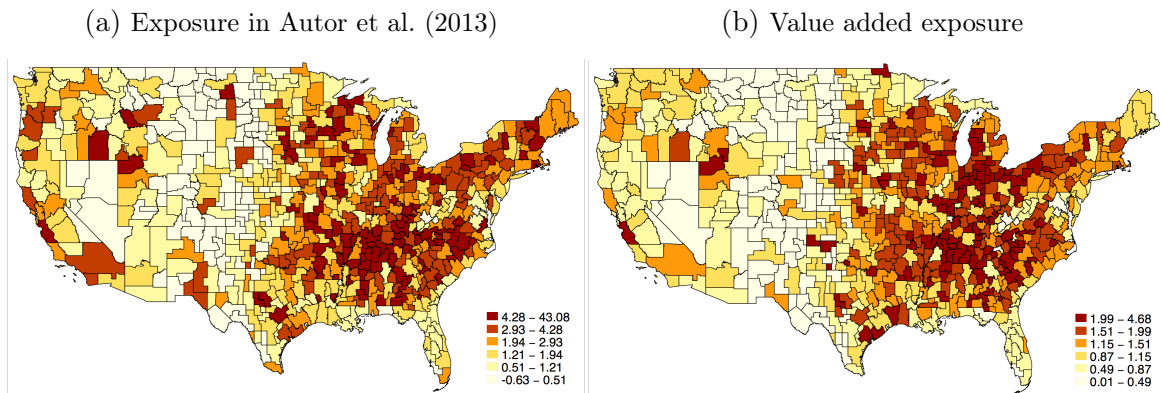 (a) Exposure in Autor et al. (2013)
4.28 – 43.08
2.93 – 4.28
1.94 – 2.93
1.21 – 1.94
0.51 – 1.21
-0.63 – 0.51
(b) Value added exposure
1.99 – 4.68
1.51 – 1.99
1.15 – 1.51
0.87 – 1.15
0.49 – 0.87
0.01 – 0.49